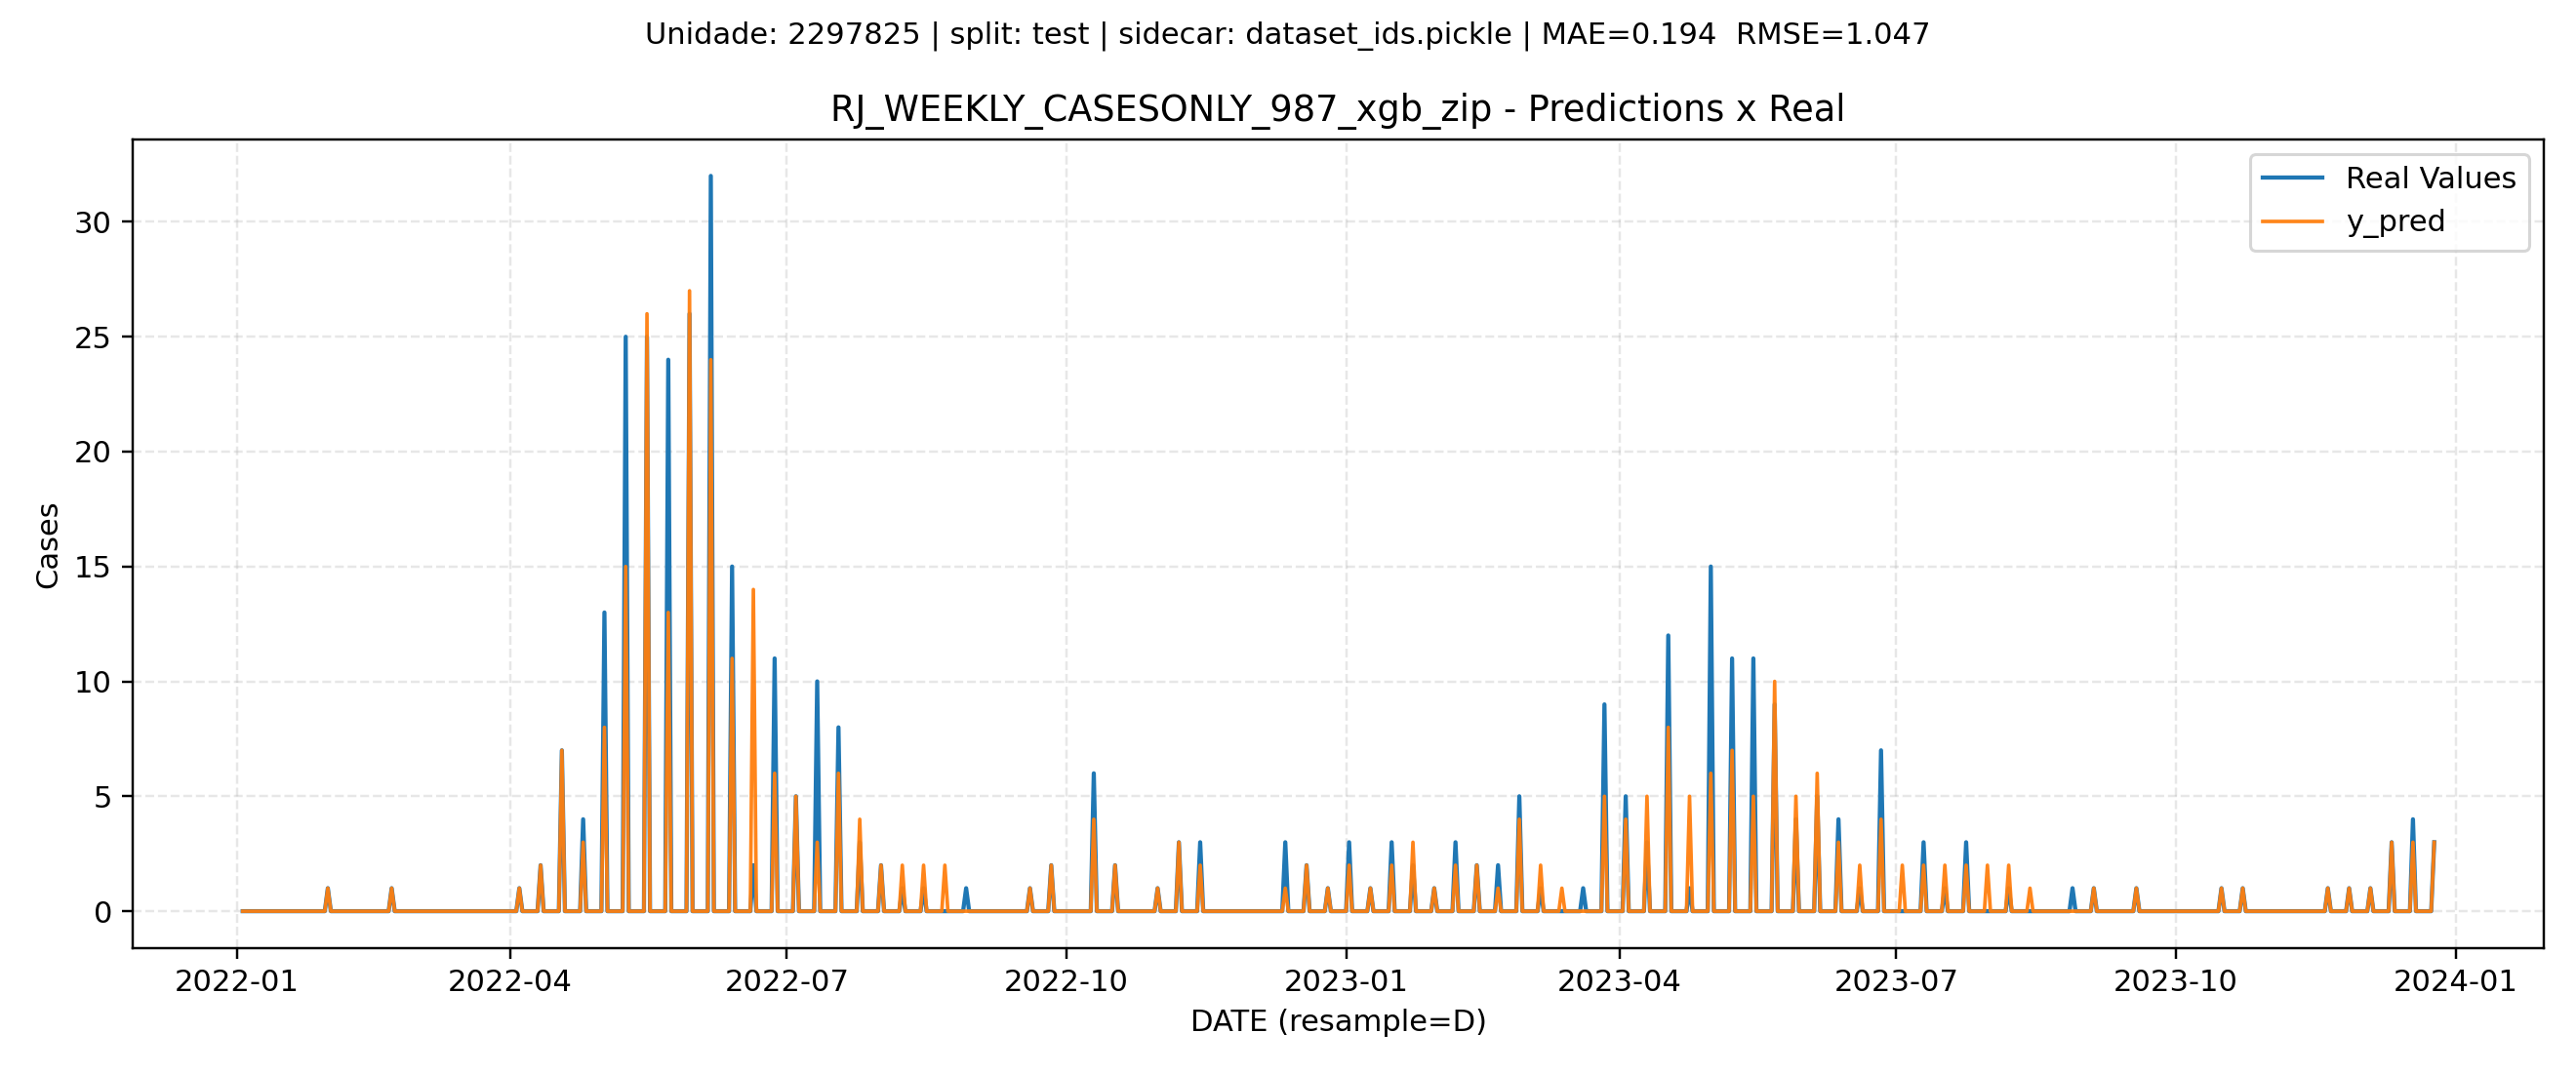 Unidade: 2297825 | split: test | sidecar: dataset_ids.pickle | MAE=0.194  RMSE=1.047
RJ_WEEKLY_CASESONLY_987_xgb_zip - Predictions x Real
Real Values
y_pred
30
25
20
15
10
5
0
Cases
2022-01
2022-04
2022-07
2022-10
2023-01
2023-04
2023-07
2023-10
2024-01
DATE (resample=D)